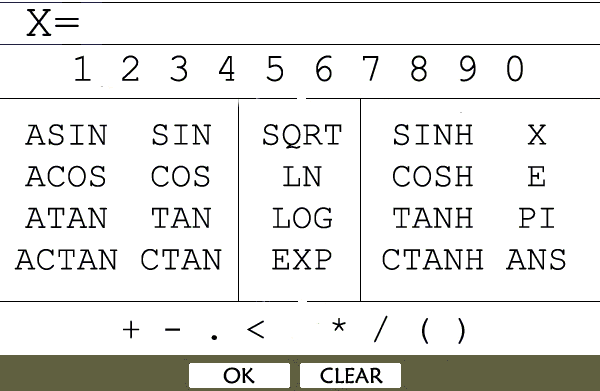 X=
1 2 3 4 5 6 7 8 9 0
ASIN SIN SQRT SINH X
ACOS COS LN COSH E
ATAN TAN LOG TANH PI
ACTAN CTAN EXP CTANH ANS
+ - . < * / ( )
OK CLEAR